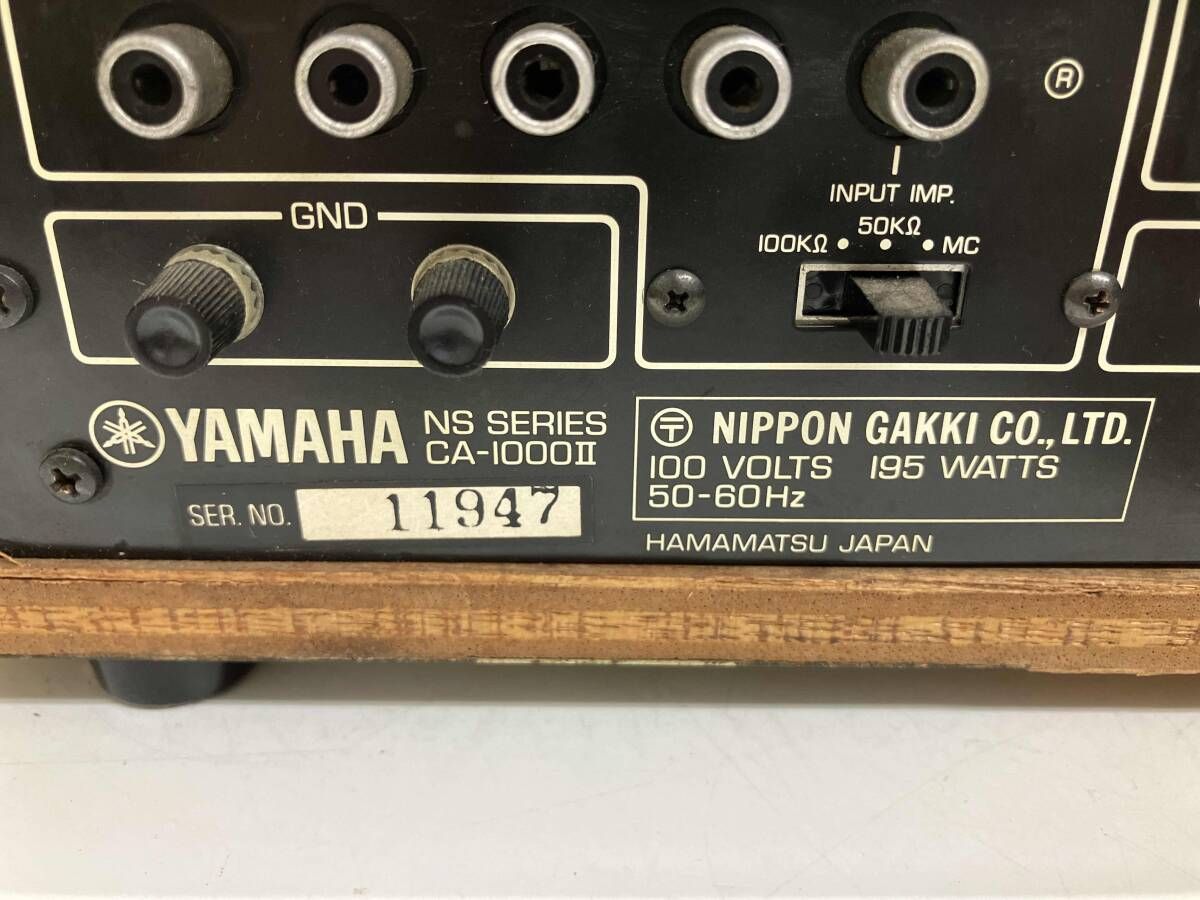 Ⓡ
INPUT IMP.
50KΩ
100KΩ • • • MC
GND
YAMAHA
NS SERIES
CA-1000II
SER. NO. 11947
〶 NIPPON GAKKI CO., LTD.
100 VOLTS 195 WATTS
50-60Hz
HAMAMATSU JAPAN